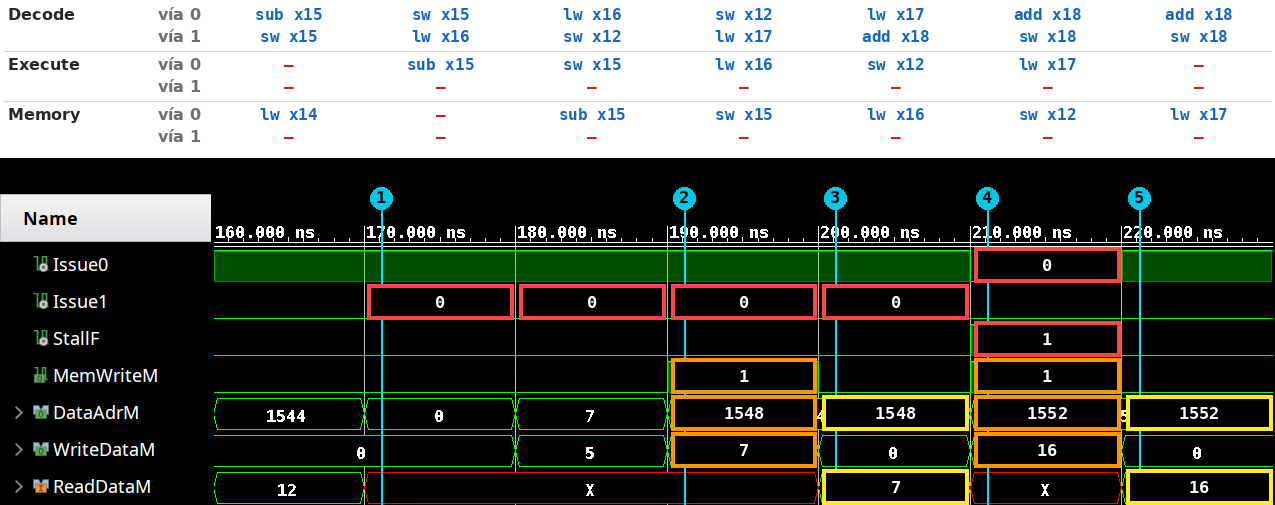 Decode vía 0 sub x15 sw x15 lw x16 sw x12 lw x17 add x18 add x18
vía 1 sw x15 lw x16 sw x12 lw x17 add x18 sw x18 sw x18
Execute vía 0 — sub x15 sw x15 lw x16 sw x12 lw x17 —
vía 1 — — — — — — —
Memory vía 0 lw x14 — sub x15 sw x15 lw x16 sw x12 lw x17
vía 1 — — — — — — —
1 2 3 4 5
Name 160.000 ns 170.000 ns 180.000 ns 190.000 ns 200.000 ns 210.000 ns 220.000 ns
Issue0 0
Issue1 0 0 0 0
StallF 1
MemWriteM 1 1
DataAdrM 1544 0 7 1548 1548 1552 1552
WriteDataM 0 5 7 0 16 0
ReadDataM 12 X 7 X 16